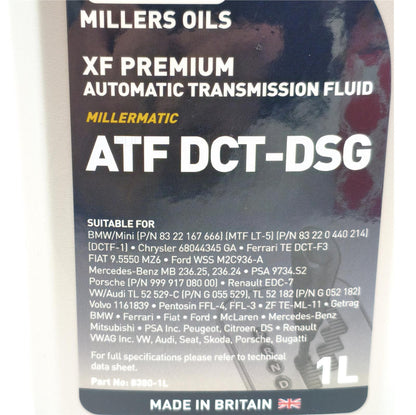 MILLERS OILS
XF PREMIUM
AUTOMATIC TRANSMISSION FLUID
MILLERMATIC
ATF DCT-DSG
SUITABLE FOR
BMW/Mini (P/N 83 22 167 666) (MTF LT-5) (P/N 83 22 0 440 214)
(DCTF-1) • Chrysler 68044345 GA • Ferrari TE DCT-F3
FIAT 9.5550 MZ6 • Ford WSS M2C936-A
Mercedes-Benz MB 236.25, 236.24 • PSA 9734.S2
Porsche (PN 999 917 080 00) • Renault EDC-7
VW/Audi TL 52 529-C (P/N G 055 529), TL 52 182 (P/N G 052 182)
Volvo 1161839 • Pentosin FFL-4, FFL-3 • ZF TE-ML-11 • Getrag
BMW • Ferrari • Fiat • Ford • McLaren • Mercedes-Benz
Mitsubishi • PSA Inc. Peugeot, Citroen, DS • Renault
VWAG Inc. VW, Audi, Seat, Skoda, Porsche, Bugatti
For full specifications please refer to technical
data sheet.
Part No: 8380-1L
1L
MADE IN BRITAIN